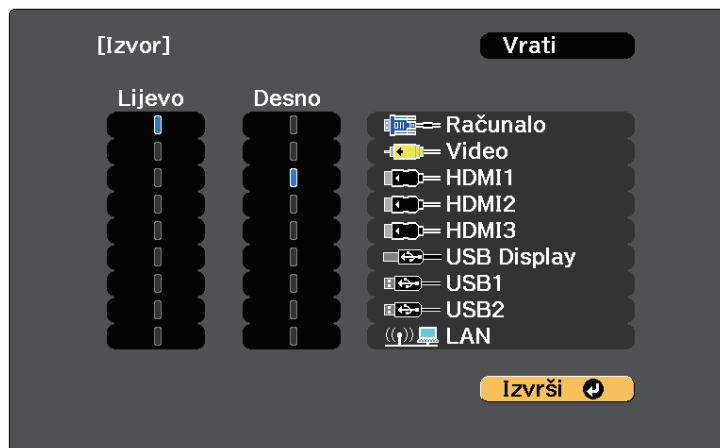 [Izvor]
Vrati
Lijevo
Desno
Računalo
Video
HDMI1
HDMI2
HDMI3
USB Display
USB1
USB2
LAN
Izvrši